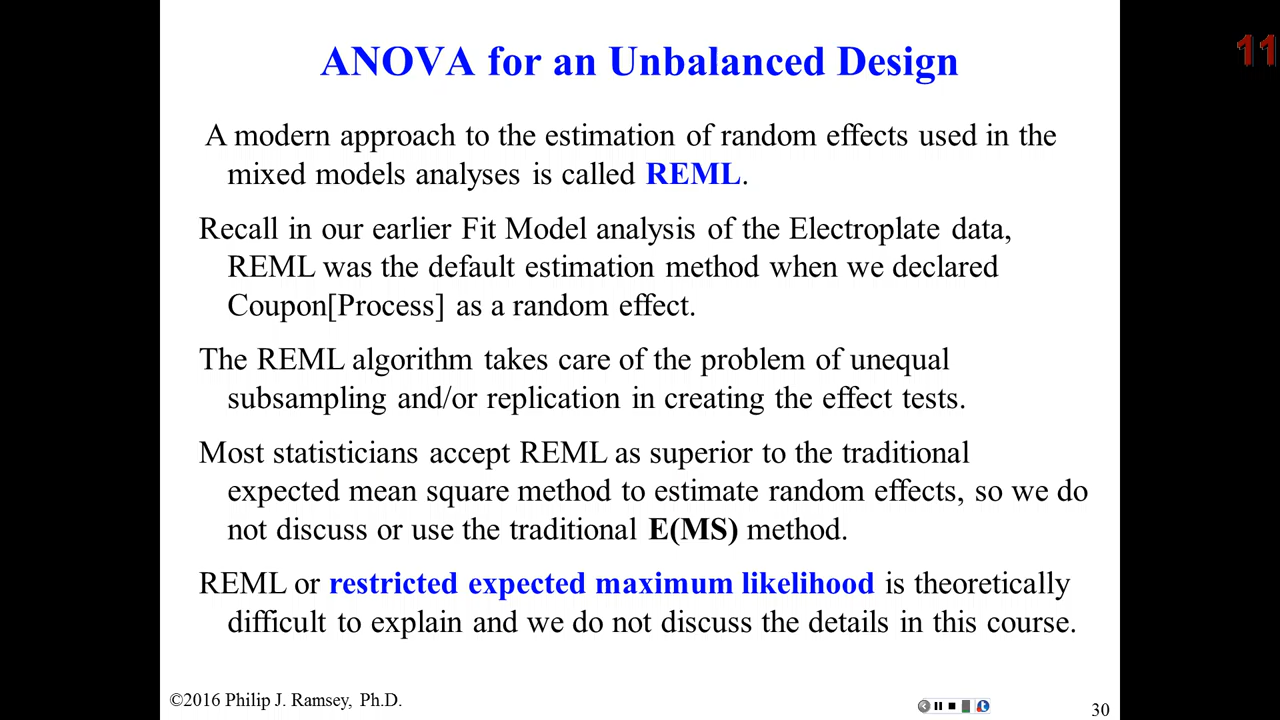 ANOVA for an Unbalanced Design
11
A modern approach to the estimation of random effects used in the
mixed models analyses is called REML.
Recall in our earlier Fit Model analysis of the Electroplate data,
REML was the default estimation method when we declared
Coupon[Process] as a random effect.
The REML algorithm takes care of the problem of unequal
subsampling and/or replication in creating the effect tests.
Most statisticians accept REML as superior to the traditional
expected mean square method to estimate random effects, so we do
not discuss or use the traditional E(MS) method.
REML or restricted expected maximum likelihood is theoretically
difficult to explain and we do not discuss the details in this course.
©2016 Philip J. Ramsey, Ph.D.
30